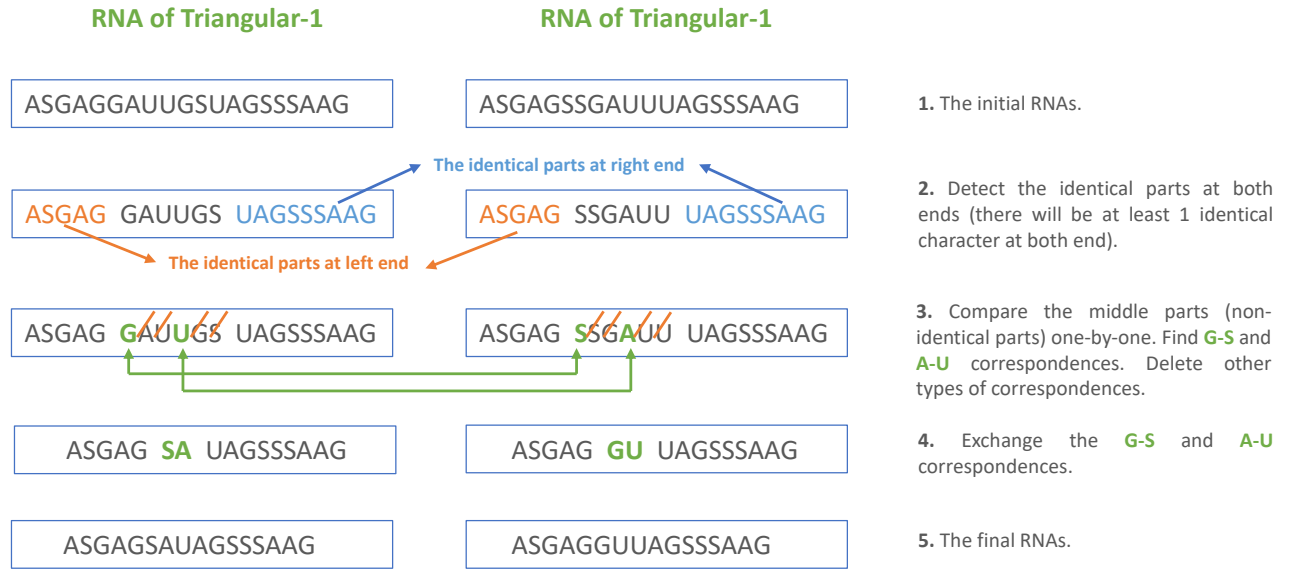 RNA of Triangular-1
RNA of Triangular-1
ASGAGGAUUGSUAGSSSAAG
ASGAGSSGAUUUAGSSSAAG
1. The initial RNAs.
The identical parts at right end
ASGAG GAUUGS UAGSSSAAG
ASGAG SSGAUU UAGSSSAAG
2. Detect the identical parts at both
ends (there will be at least 1 identical
character at both end).
The identical parts at left end
ASGAG GAUUGS UAGSSSAAG
ASGAG SSGAUU UAGSSSAAG
3. Compare the middle parts (non-
identical parts) one-by-one. Find G-S and
A-U correspondences. Delete other
types of correspondences.
ASGAG SA UAGSSSAAG
ASGAG GU UAGSSSAAG
4. Exchange the G-S and A-U
correspondences.
ASGAGSAUAGSSSAAG
ASGAGGUUAGSSSAAG
5. The final RNAs.